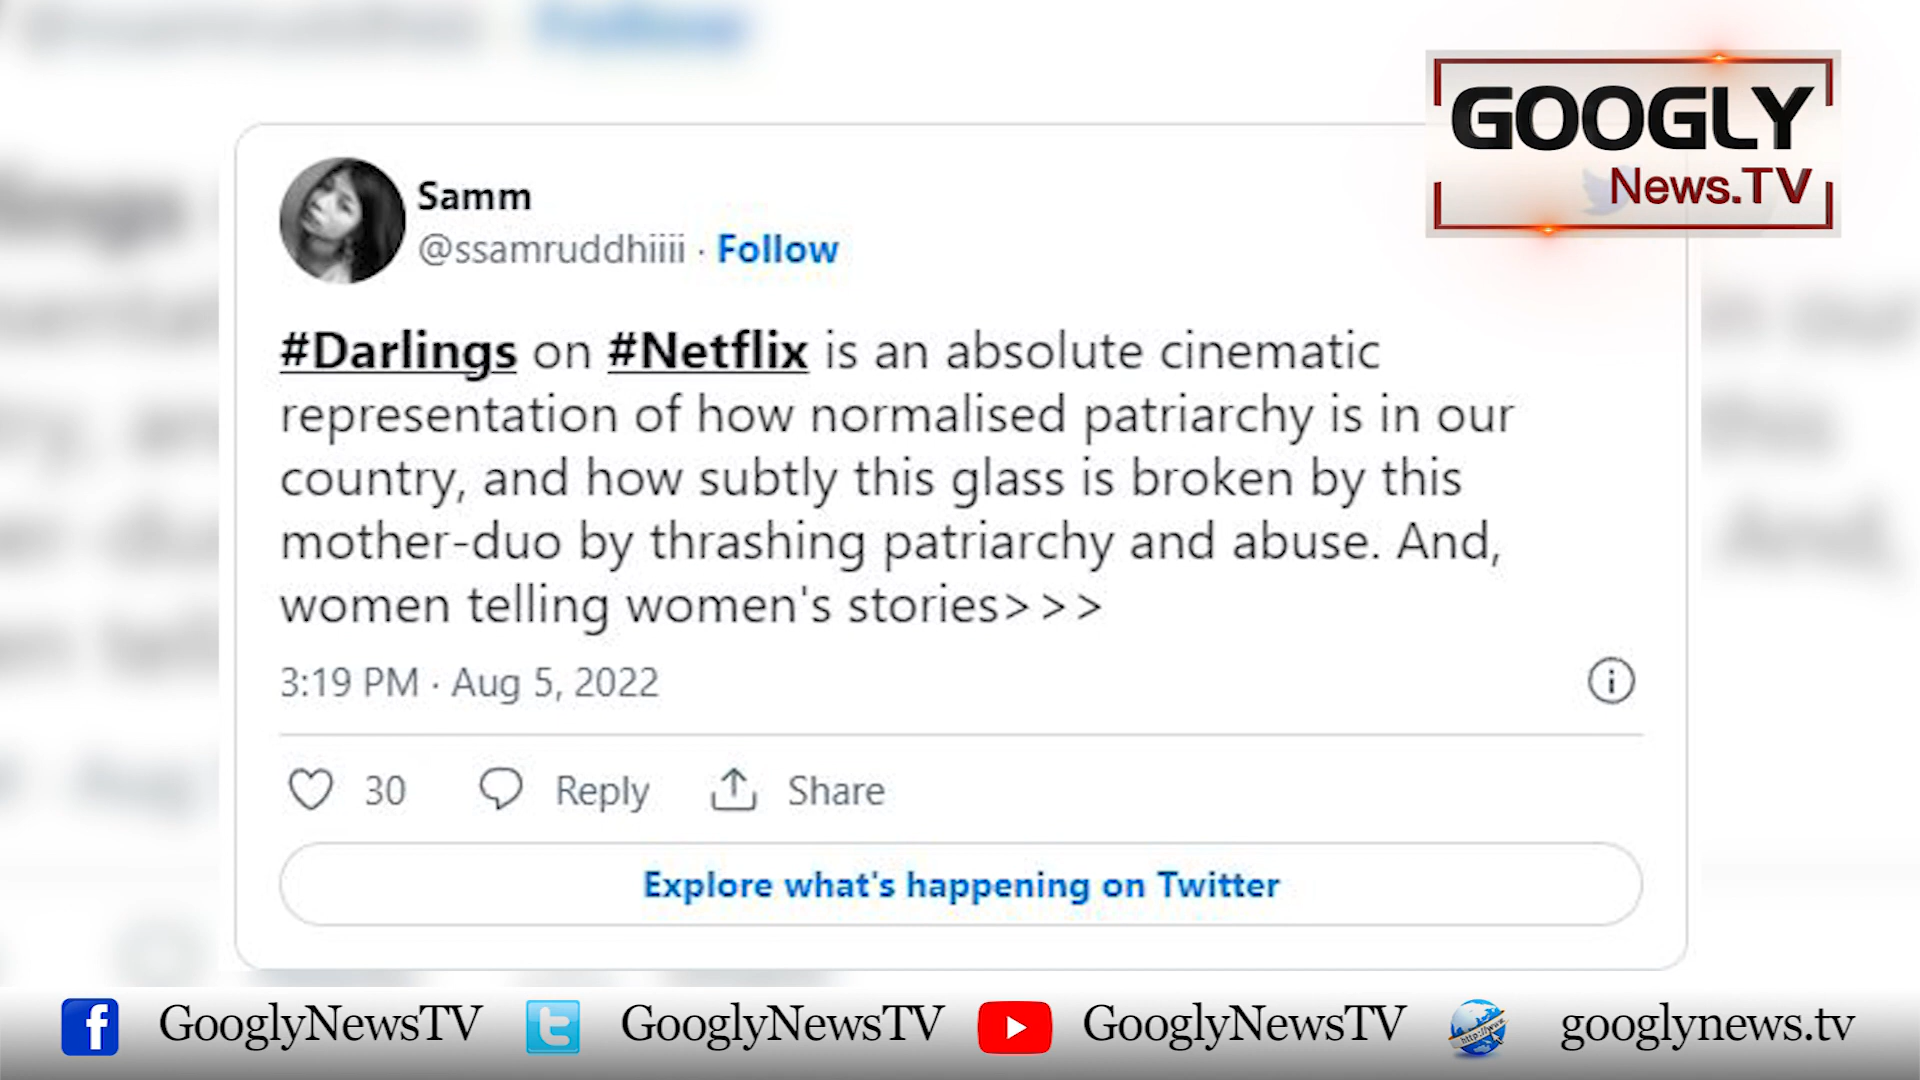 GOOGLY
News.TV
Samm
@ssamruddhiiii · Follow
#Darlings on #Netflix is an absolute cinematic
representation of how normalised patriarchy is in our
country, and how subtly this glass is broken by this
mother-duo by thrashing patriarchy and abuse. And,
women telling women's stories>>>
3:19 PM · Aug 5, 2022
30 Reply Share
Explore what's happening on Twitter
GooglyNewsTV GooglyNewsTV GooglyNewsTV googlynews.tv